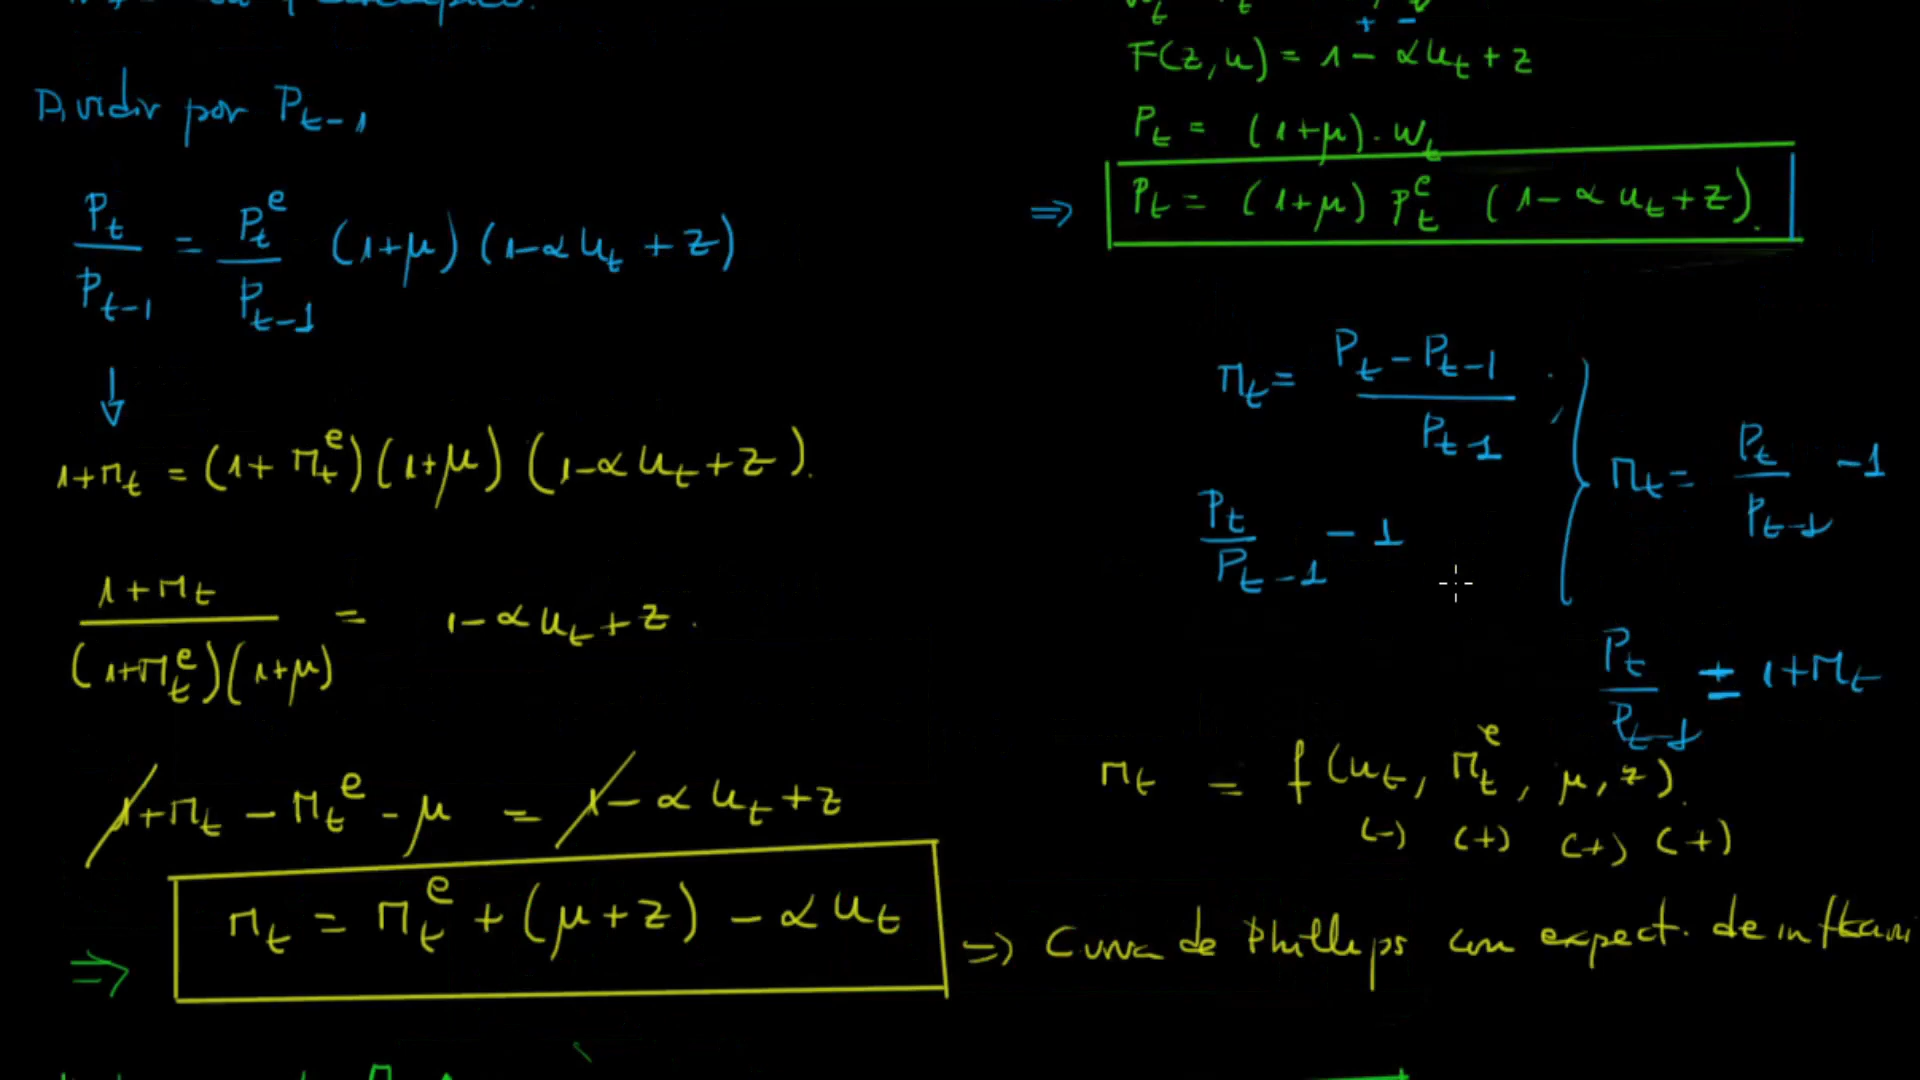 Dividir por P_{t-1}
P_t / P_{t-1} = P_t^e / P_{t-1} (1+μ) (1-αu_t + z)
↓
1+π_t = (1+ π_t^e) (1+μ) (1-αu_t + z).
1+π_t / (1+π_t^e)(1+μ) = 1-αu_t + z.
1+π_t - π_t^e - μ = 1- αu_t + z
⇒ π_t = π_t^e + (μ+z) - αu_t ⇒ Curva de Phillips con expect. de
+ -
F(z, u) = 1- αu_t + z
P_t = (1+μ). W_t
⇒ P_t = (1+μ) P_t^e (1- αu_t + z).
π_t = P_t - P_{t-1} / P_{t-1} ;
P_t / P_{t-1} - 1
π_t = P_t / P_{t-1} - 1
P_t / P_{t-1} = 1+π_t
π_t = f(u_t, π_t^e, μ, z).
(-) (+) (+) (+)